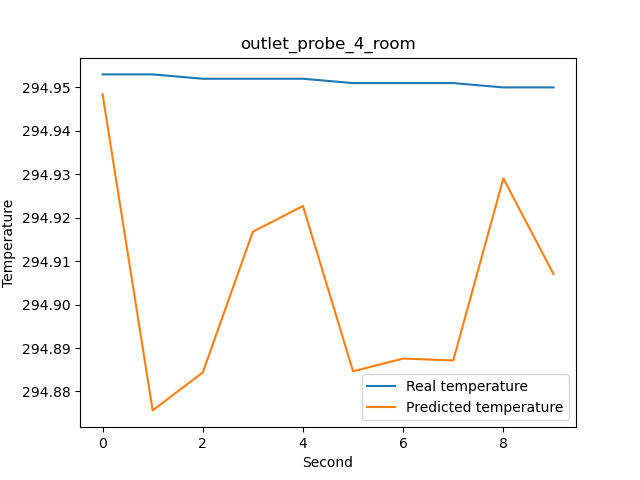 outlet_probe_4_room
294.95
294.94
294.93
294.92
294.91
294.90
294.89
294.88
Temperature
0 2 4 6 8
Second
Real temperature
Predicted temperature